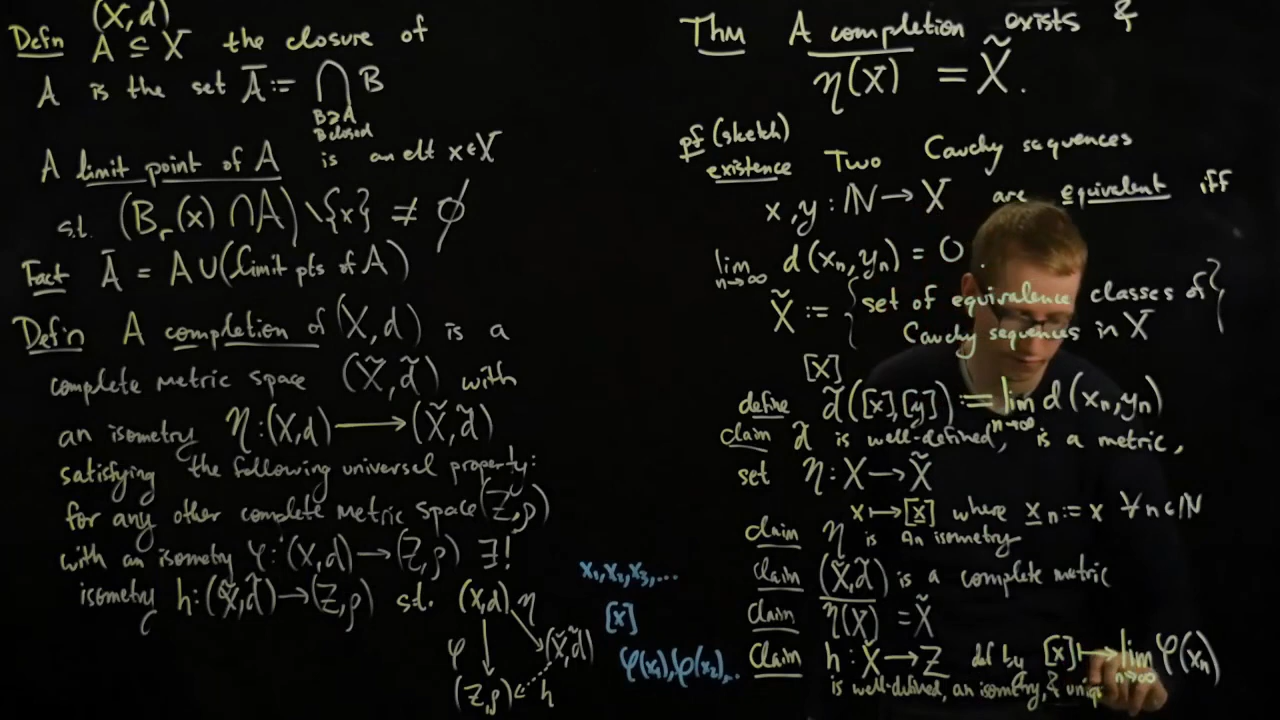 (X,d)
Defn A ⊆ X the closure of
A is the set Ā := ⋂ B
B⊇A
B closed
A limit point of A is an elt x∈X
s.t. (B_r(x) ∩ A) \ {x} ≠ ∅
Fact Ā = A ∪ (limit pts of A)
Def'n A completion of (X,d) is a
complete metric space (X̃,d̃) with
an isometry η:(X,d)⟶(X̃,d̃)
satisfying the following universal property:
for any other complete metric space (Z,ρ)
with an isometry φ:(X,d)→(Z,ρ) ∃!
isometry h:(X̃,d̃)→(Z,ρ) s.t. (X,d) η
φ (X̃,d̃)
(Z,ρ) h
x₁,x₂,x₃,...
[x]
φ(x₁),φ(x₂),..
Thm A completion exists &
η(X) = X̃.
pf (sketch)
existence Two Cauchy sequences
x,y:ℕ→X are equivalent iff
lim d(xₙ,yₙ) = 0.
n→∞
X̃ := { set of equivalence classes of
Cauchy sequences in X }
[x]
define d̃([x],[y]) := lim d(xₙ,yₙ)
n→∞
claim d̃ is well-defined, is a metric,
set η: X→X̃
x↦[x] where xₙ:=x ∀n∈ℕ
claim η is an isometry
claim (X̃,d̃) is a complete metric
claim η(X) = X̃
claim h:X̃→Z def by [x]↦lim φ(xₙ)
n→∞
is well-defined, an isometry, & uniq